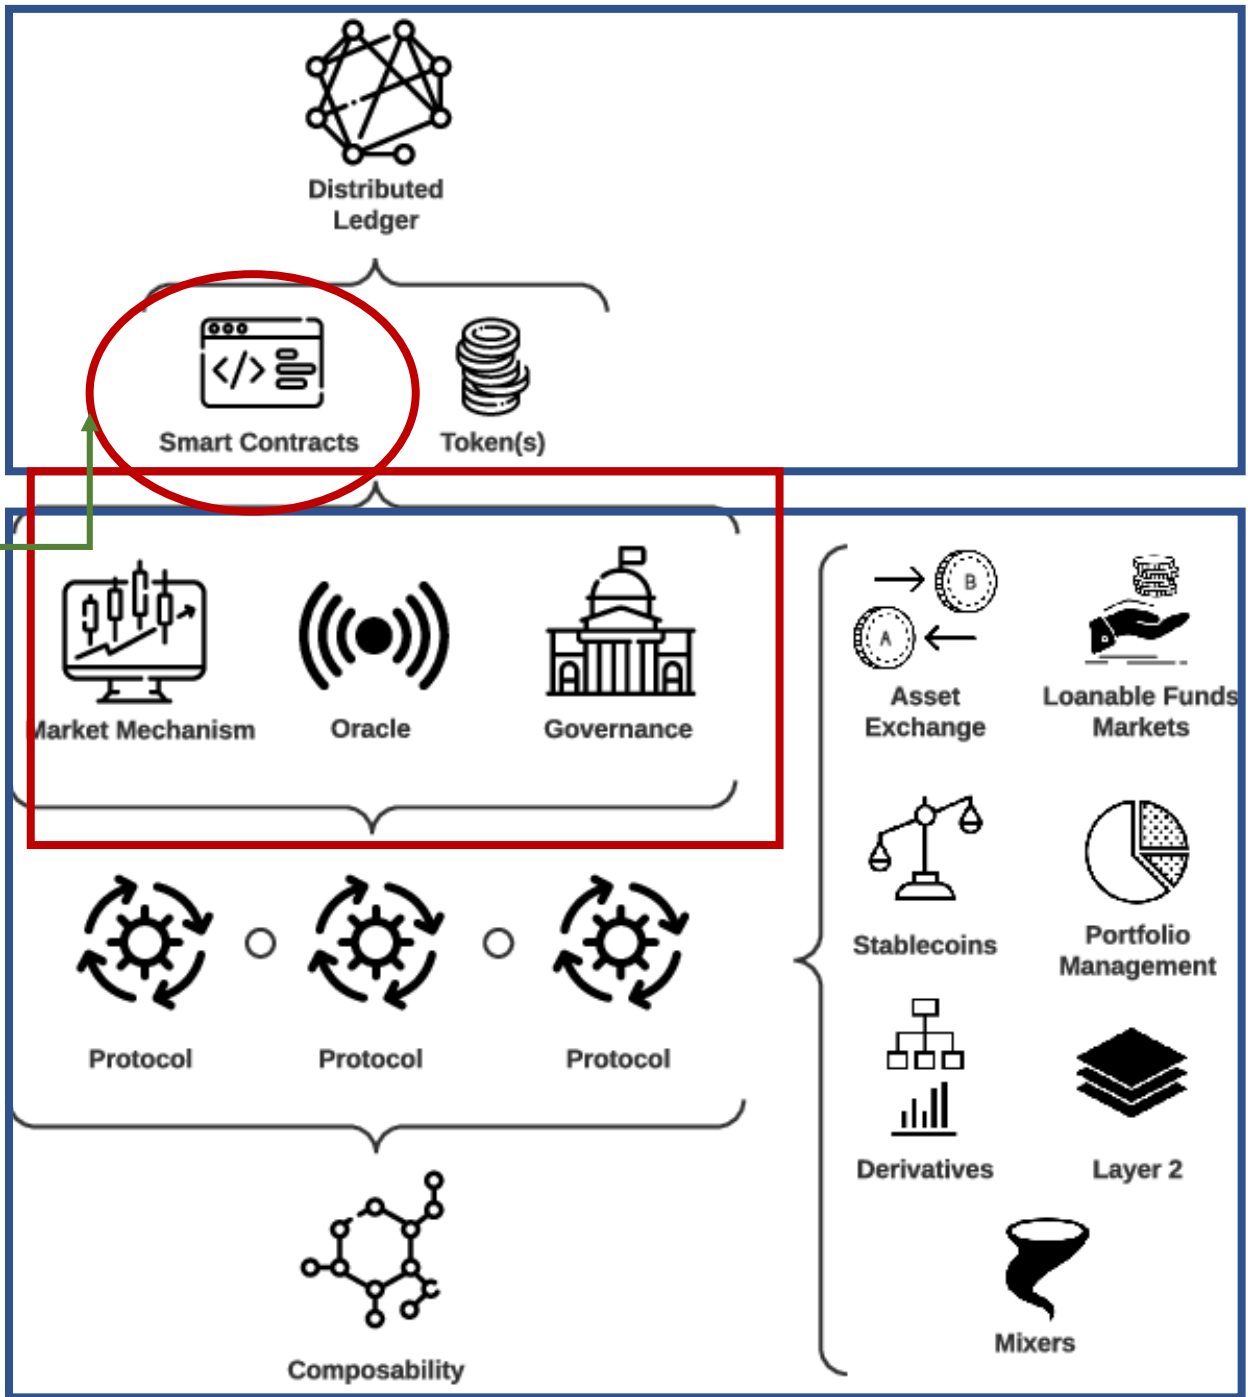 Distributed
Ledger
</>
Smart Contracts
Token(s)
Market Mechanism
Oracle
Governance
B
A
Asset
Exchange
Loanable Funds
Markets
Stablecoins
Portfolio
Management
Protocol
Protocol
Protocol
Derivatives
Layer 2
Mixers
Composability